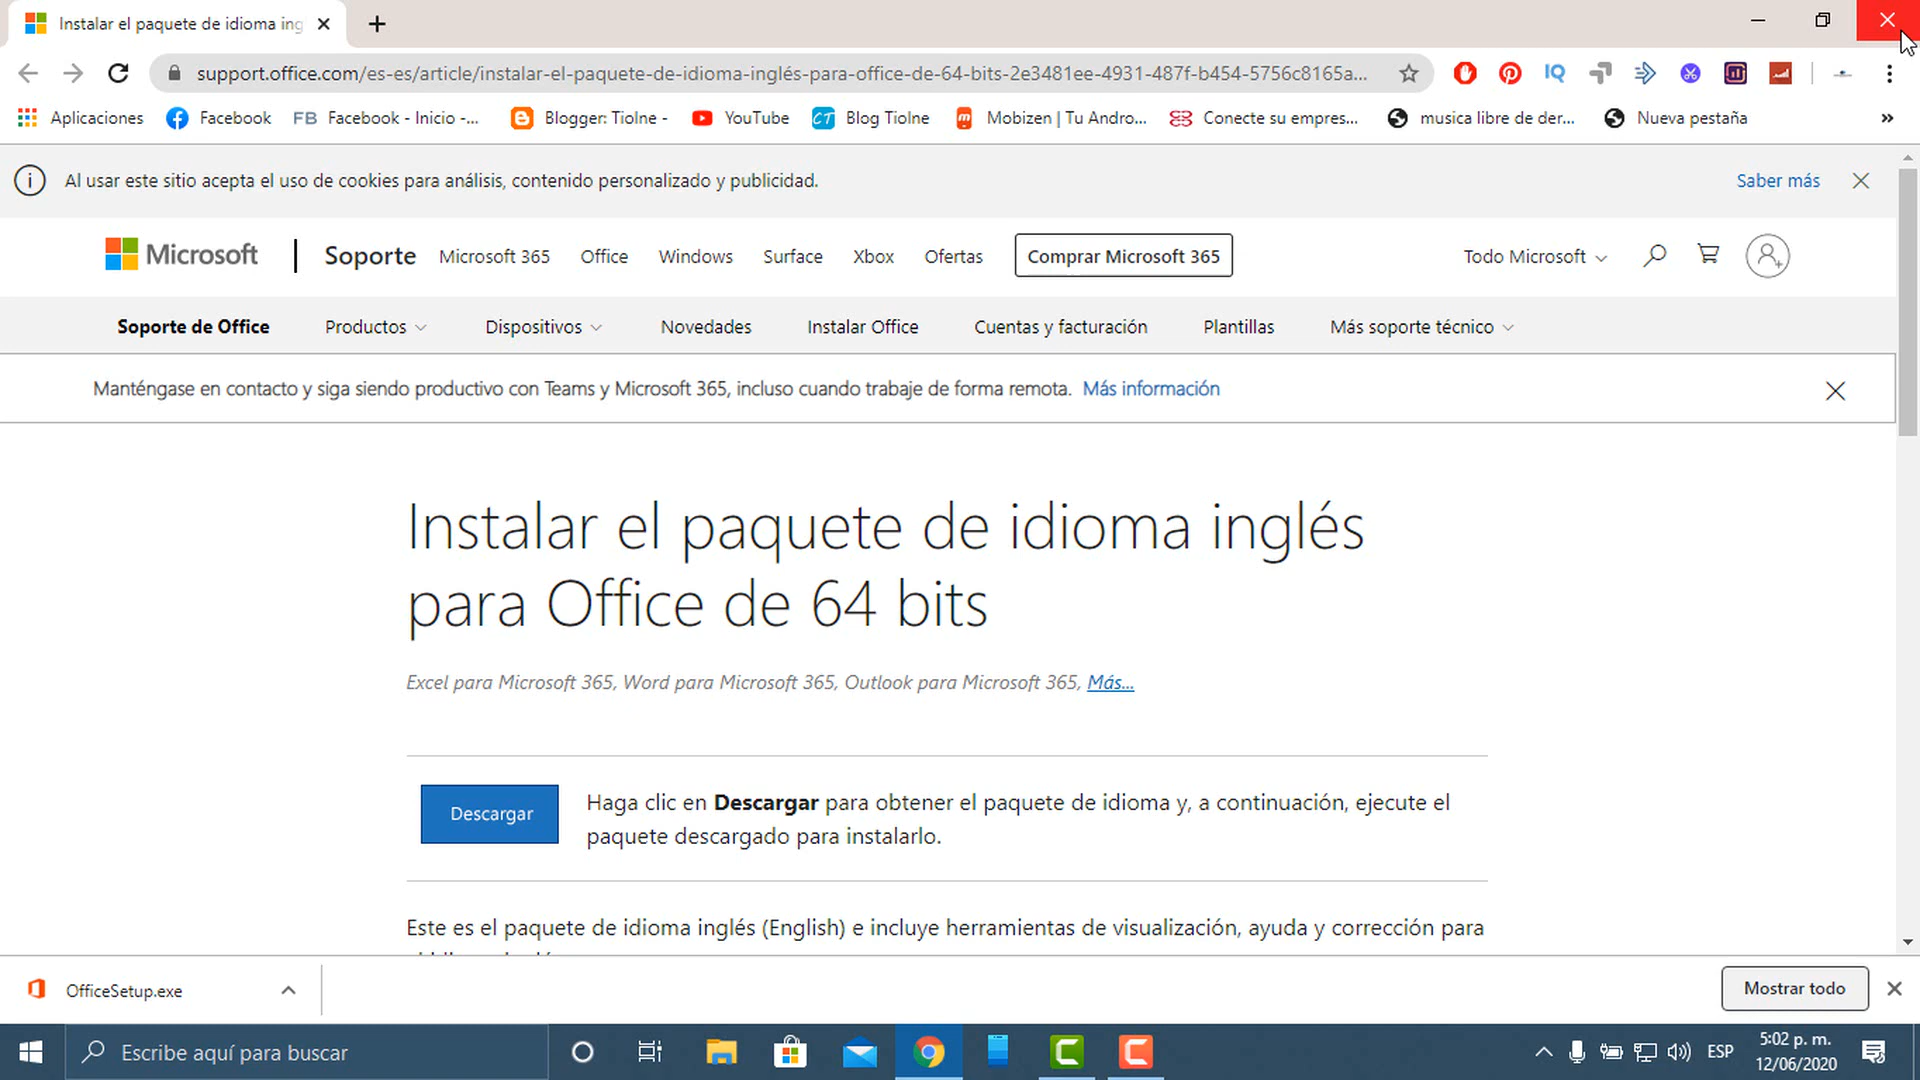 Instalar el paquete de idioma ing
support.office.com/es-es/article/instalar-el-paquete-de-idioma-inglés-para-office-de-64-bits-2e3481ee-4931-487f-b454-5756c8165a...
IQ
Aplicaciones
Facebook
FB Facebook - Inicio -...
Blogger: TioIne -
YouTube
CT Blog TioIne
Mobizen | Tu Andro...
Conecte su empres...
musica libre de der...
Nueva pestaña
»
Al usar este sitio acepta el uso de cookies para análisis, contenido personalizado y publicidad.
Saber más
Microsoft
Soporte
Microsoft 365
Office
Windows
Surface
Xbox
Ofertas
Comprar Microsoft 365
Todo Microsoft
Soporte de Office
Productos
Dispositivos
Novedades
Instalar Office
Cuentas y facturación
Plantillas
Más soporte técnico
Manténgase en contacto y siga siendo productivo con Teams y Microsoft 365, incluso cuando trabaje de forma remota. Más información
Instalar el paquete de idioma inglés
para Office de 64 bits
Excel para Microsoft 365, Word para Microsoft 365, Outlook para Microsoft 365, Más...
Descargar
Haga clic en Descargar para obtener el paquete de idioma y, a continuación, ejecute el
paquete descargado para instalarlo.
Este es el paquete de idioma inglés (English) e incluye herramientas de visualización, ayuda y corrección para
OfficeSetup.exe
Mostrar todo
Escribe aquí para buscar
ESP
5:02 p. m.
12/06/2020